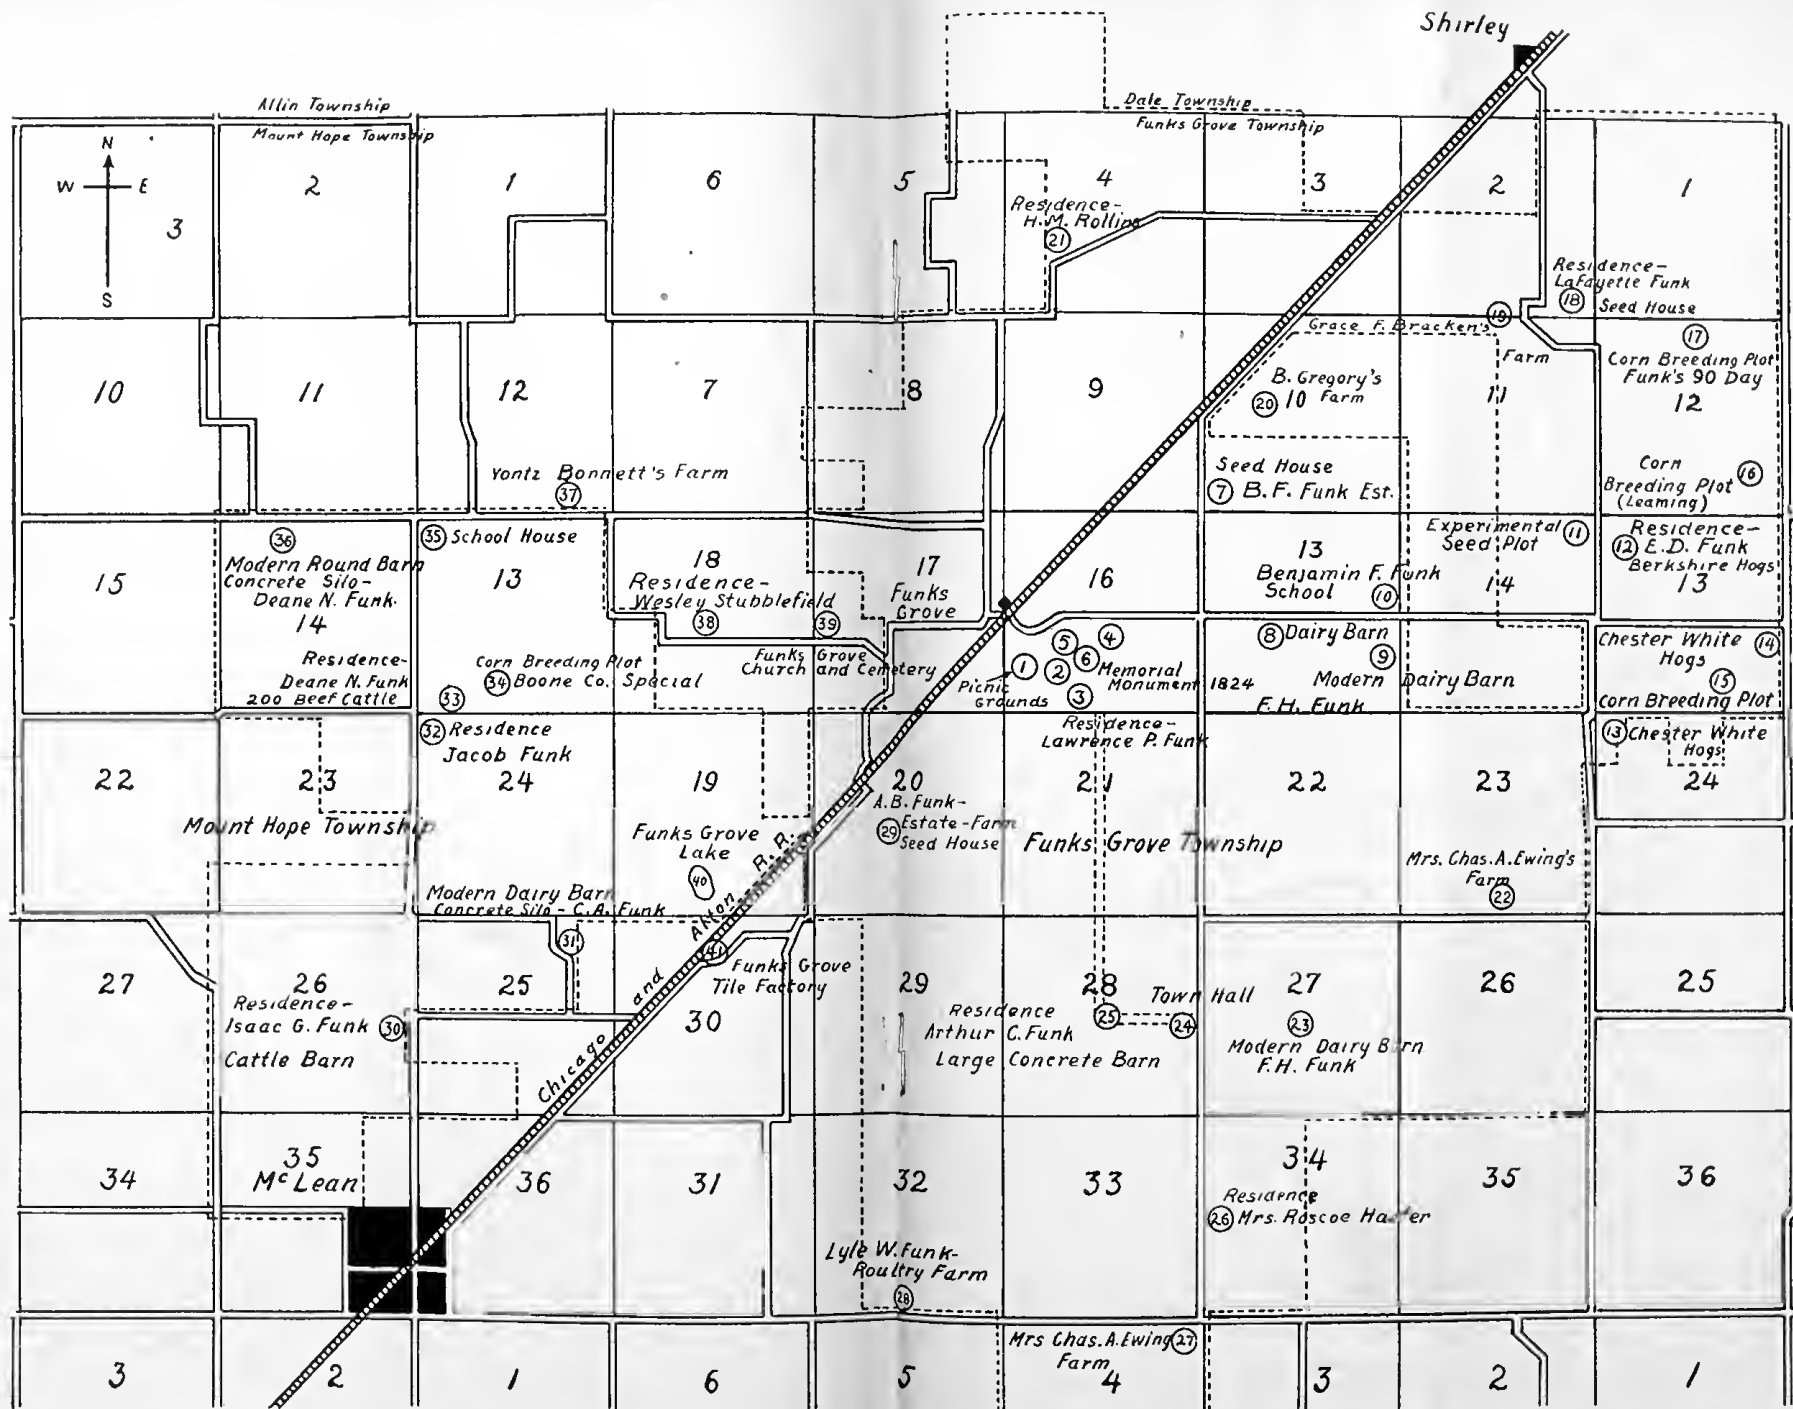 Shirley
Allin Township
Mount Hope Township
Dale Township
Funks Grove Township
N
W E
S
3
2
1
6
5
4
3
2
1
Residence-
H.M. Rollins
21
Residence-
LaFayette Funk
18 Seed House
Grace F. Bracken's 19
Farm
17
Corn Breeding Plot
Funk's 90 Day
12
10
11
12
7
8
9
B. Gregory's
20 10 Farm
11
Yontz Bonnett's Farm
37
Seed House
7 B.F. Funk Est.
Corn
Breeding Plot 16
(Leaming)
15
36
Modern Round Barn
Concrete Silo-
Deane N. Funk.
14
Residence-
Deane N. Funk
200 Beef Cattle
35 School House
13
Corn Breeding Plot
34 Boone Co. Special
33
18
Residence-
Wesley Stubblefield
38
39
17
Funks
Grove
Funks Grove
Church and Cemetery
16
5 4
6
1 2
3
Picnic
Grounds
Memorial
Monument 1824
13
Benjamin F. Funk
School 10
Experimental 11
Seed Plot
14
Residence-
12 E.D. Funk
Berkshire Hogs
13
8 Dairy Barn
9
Modern Dairy Barn
F.H. Funk
Chester White 14
Hogs
15
Corn Breeding Plot
22
23
Mount Hope Township
32 Residence
Jacob Funk
24
19
Funks Grove
Lake
40
20
A.B. Funk-
Estate-Farm
29 Seed House
Residence-
Lawrence P. Funk
21
Funks Grove Township
22
23
Mrs. Chas. A. Ewing's
Farm
22
13 Chester White
Hogs
24
Modern Dairy Barn
Concrete Silo - C.A. Funk
31
Chicago and Alton R.R.
41
Funks Grove
Tile Factory
27
26
Residence-
Isaac G. Funk 30
Cattle Barn
25
30
29
28
Residence
Arthur C. Funk
Large Concrete Barn
25
Town Hall
24
27
23
Modern Dairy Barn
F.H. Funk
26
25
34
35
McLean
36
31
32
Lyle W. Funk-
Poultry Farm
28
33
34
Residence
26 Mrs. Roscoe
35
36
3
2
1
6
5
Mrs Chas. A. Ewing 27
Farm
4
3
2
1